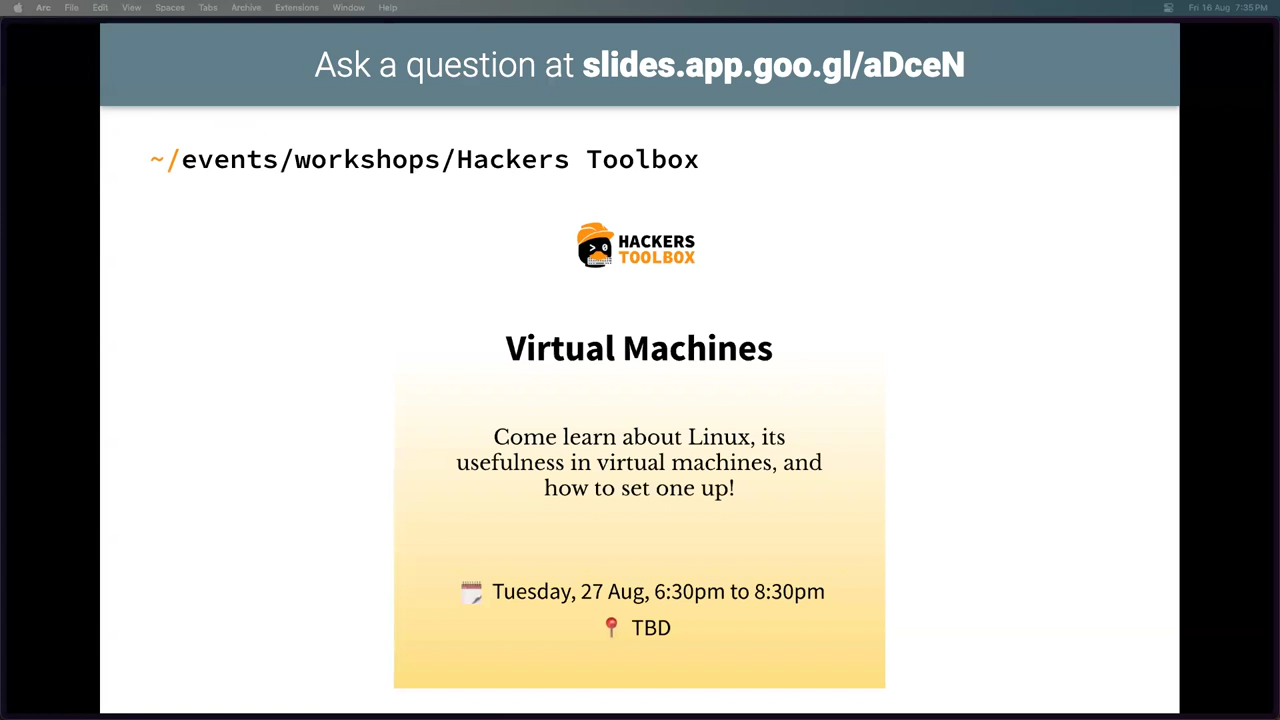 Arc File Edit View Spaces Tabs Archive Extensions Window Help Fri 16 Aug 7:35PM
Ask a question at slides.app.goo.gl/aDceN
~/events/workshops/Hackers Toolbox
HACKERS
TOOLBOX
Virtual Machines
Come learn about Linux, its
usefulness in virtual machines, and
how to set one up!
Tuesday, 27 Aug, 6:30pm to 8:30pm
TBD